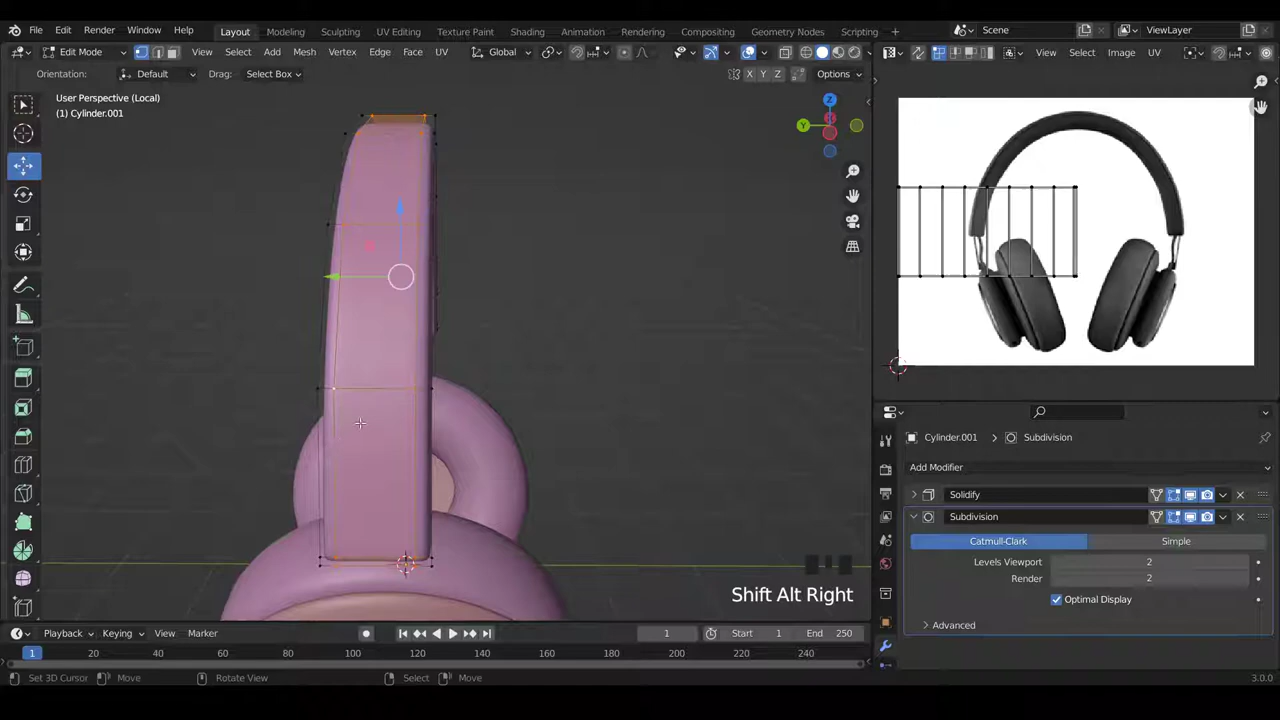 File Edit Render Window Help Layout Modeling Sculpting UV Editing Texture Paint Shading Animation Rendering Compositing Geometry Nodes Scripting Scene ViewLayer
Edit Mode View Select Add Mesh Vertex Edge Face UV Global View Select Image UV
Orientation: Default Drag: Select Box X Y Z Options
User Perspective (Local)
(1) Cylinder.001
Z
Y
Cylinder.001 Subdivision
Add Modifier
Solidify
Subdivision
Catmull-Clark Simple
Levels Viewport 2
Render 2
Optimal Display
Advanced
Shift Alt Right
Playback Keying View Marker 1 Start 1 End 250
1 20 40 60 80 100 120 140 160 180 200 220 240
Set 3D Cursor Move Rotate View Select Move 3.0.0